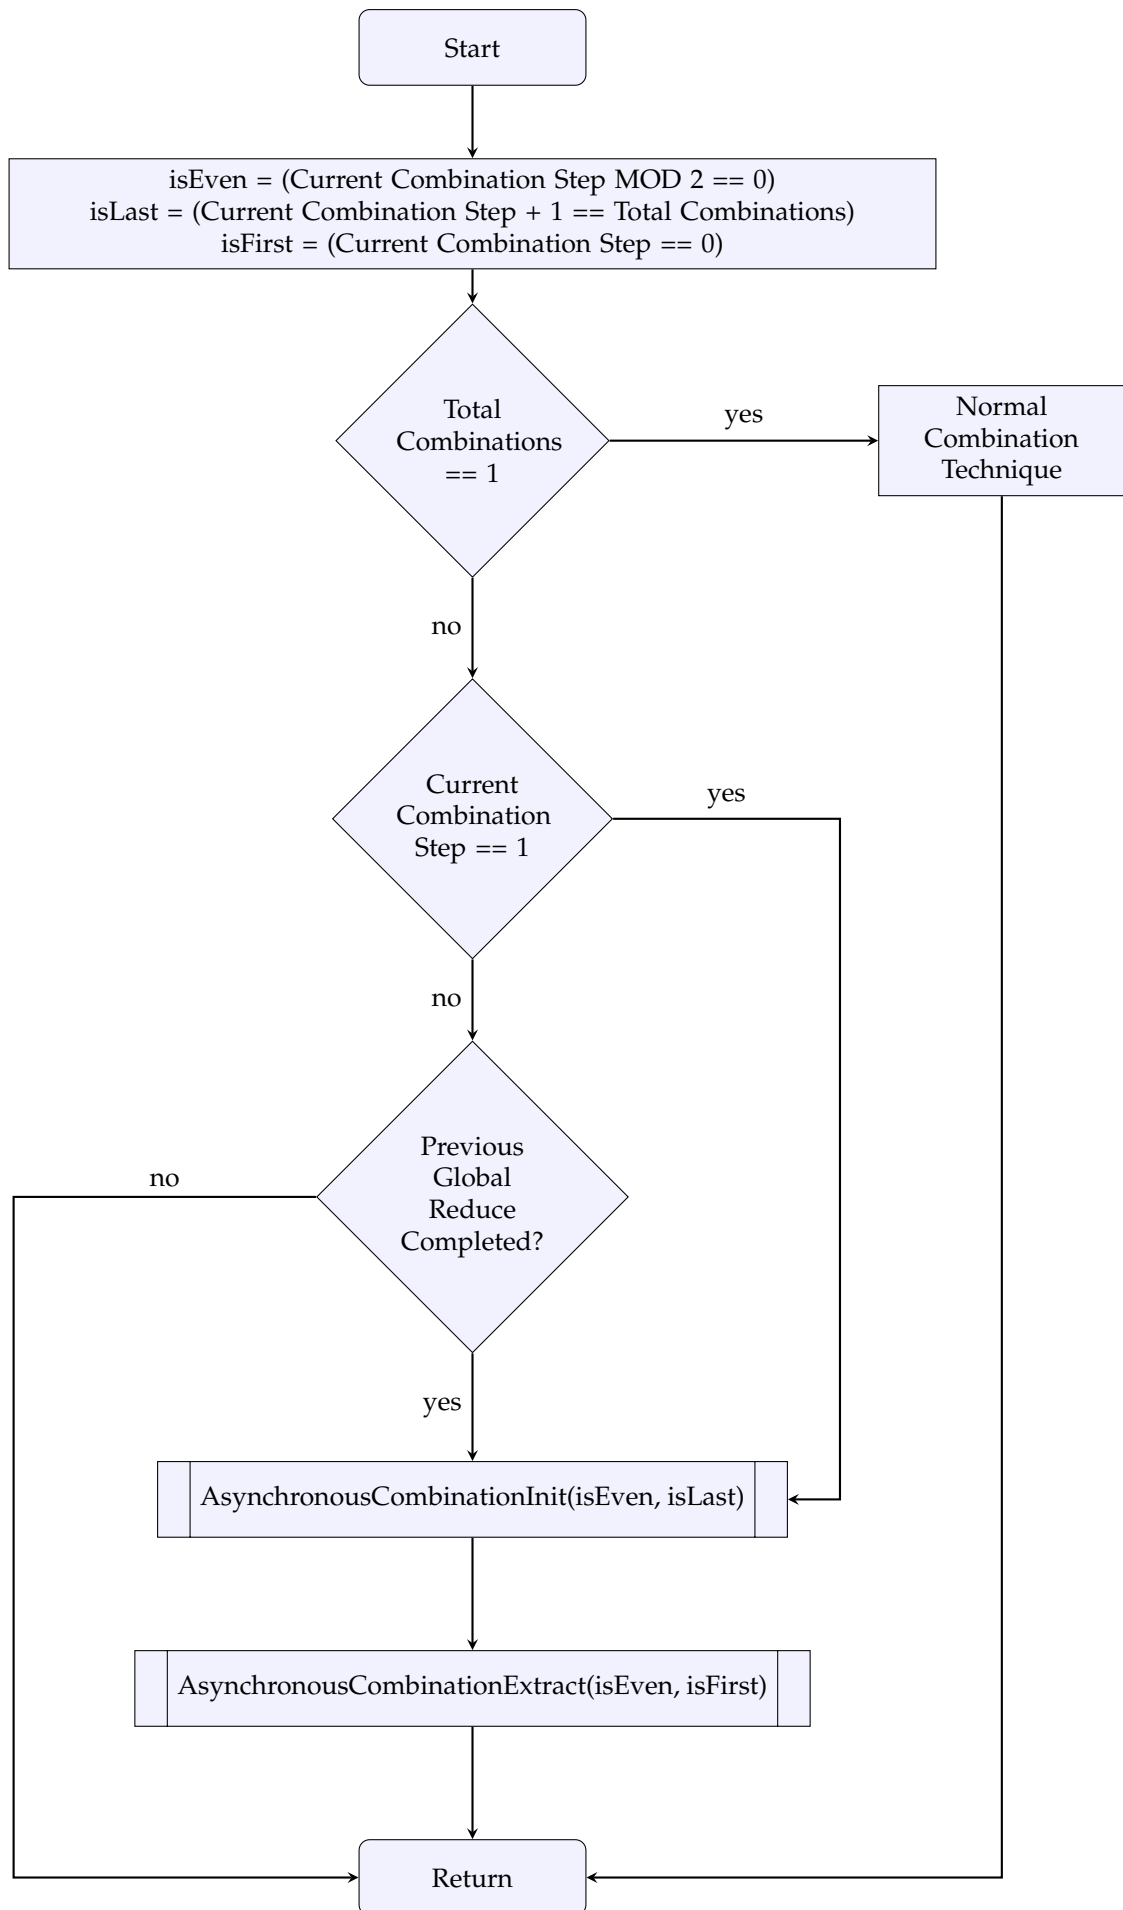 Start
isEven = (Current Combination Step MOD 2 == 0)
isLast = (Current Combination Step + 1 == Total Combinations)
isFirst = (Current Combination Step == 0)
Total
Combinations
== 1
yes
Normal
Combination
Technique
no
Current
Combination
Step == 1
yes
no
Previous
Global
Reduce
Completed?
no
yes
AsynchronousCombinationInit(isEven, isLast)
AsynchronousCombinationExtract(isEven, isFirst)
Return